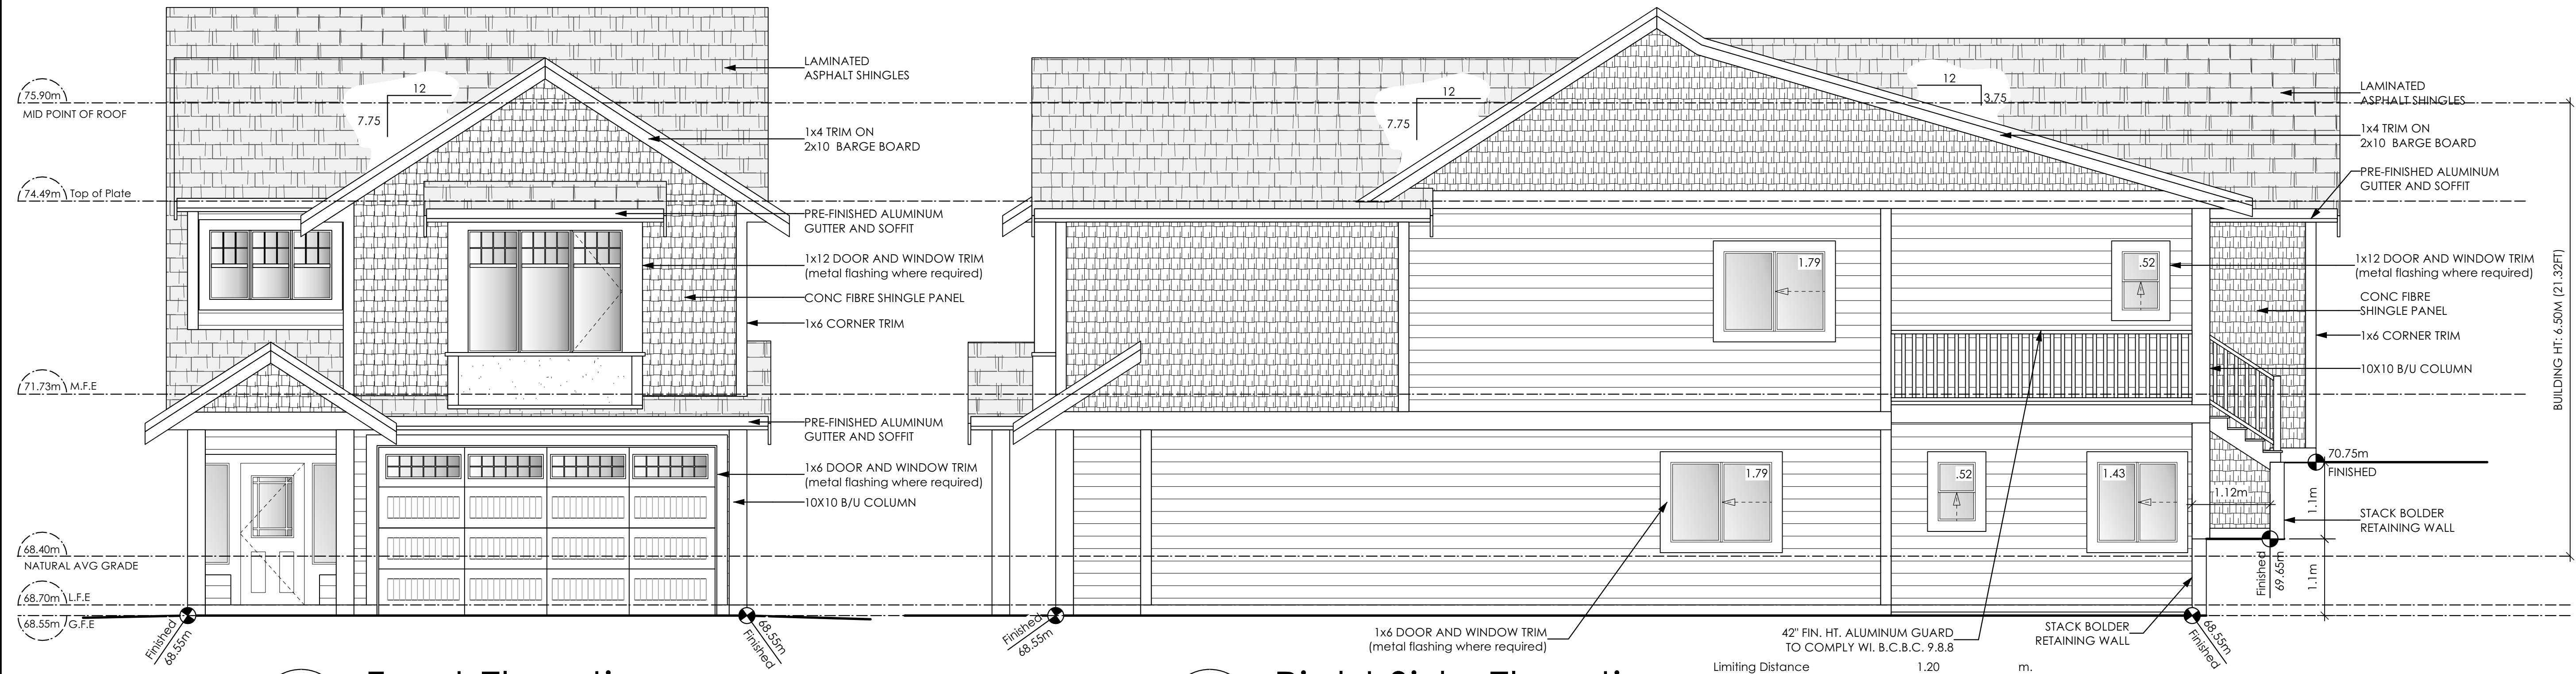 75.90m
MID POINT OF ROOF
74.49m Top of Plate
71.73m M.F.E
68.40m
NATURAL AVG GRADE
68.70m L.F.E
68.55m G.F.E
12
7.75
LAMINATED
ASPHALT SHINGLES
1x4 TRIM ON
2x10 BARGE BOARD
PRE-FINISHED ALUMINUM
GUTTER AND SOFFIT
1x12 DOOR AND WINDOW TRIM
(metal flashing where required)
CONC FIBRE SHINGLE PANEL
1x6 CORNER TRIM
PRE-FINISHED ALUMINUM
GUTTER AND SOFFIT
1x6 DOOR AND WINDOW TRIM
(metal flashing where required)
10X10 B/U COLUMN
Finished
68.55m
68.55m
Finished
12
7.75
12
3.75
1.79
.52
1.79
.52
1.43
1.12m
LAMINATED
ASPHALT SHINGLES
1x4 TRIM ON
2x10 BARGE BOARD
PRE-FINISHED ALUMINUM
GUTTER AND SOFFIT
1x12 DOOR AND WINDOW TRIM
(metal flashing where required)
CONC FIBRE
SHINGLE PANEL
1x6 CORNER TRIM
10X10 B/U COLUMN
70.75m
FINISHED
1.1m
STACK BOLDER
RETAINING WALL
Finished
69.65m
1.1m
BUILDING HT: 6.50M (21.32FT)
Finished
68.55m
1x6 DOOR AND WINDOW TRIM
(metal flashing where required)
42" FIN. HT. ALUMINUM GUARD
TO COMPLY WI. B.C.B.C. 9.8.8
STACK BOLDER
RETAINING WALL
68.55m
Finished
Limiting Distance 1.20 m.